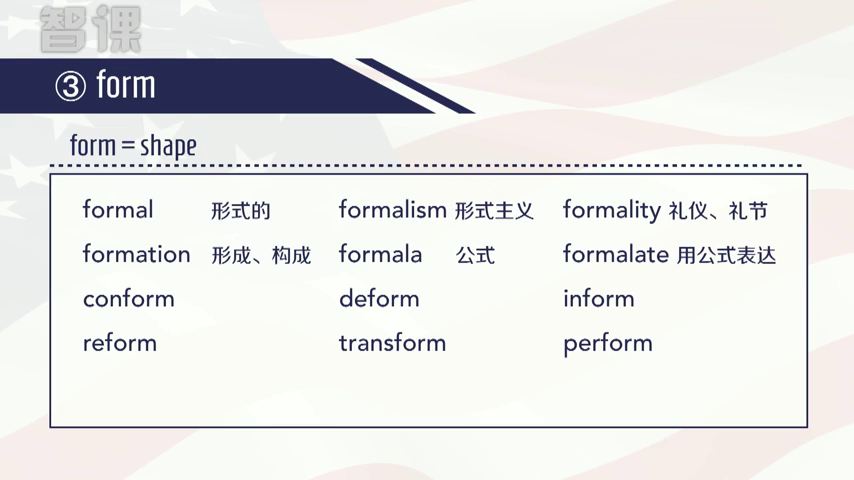 智课
③ form
form = shape
formal 形式的 formalism 形式主义 formality 礼仪、礼节
formation 形成、构成 formala 公式 formalate 用公式表达
conform deform inform
reform transform perform